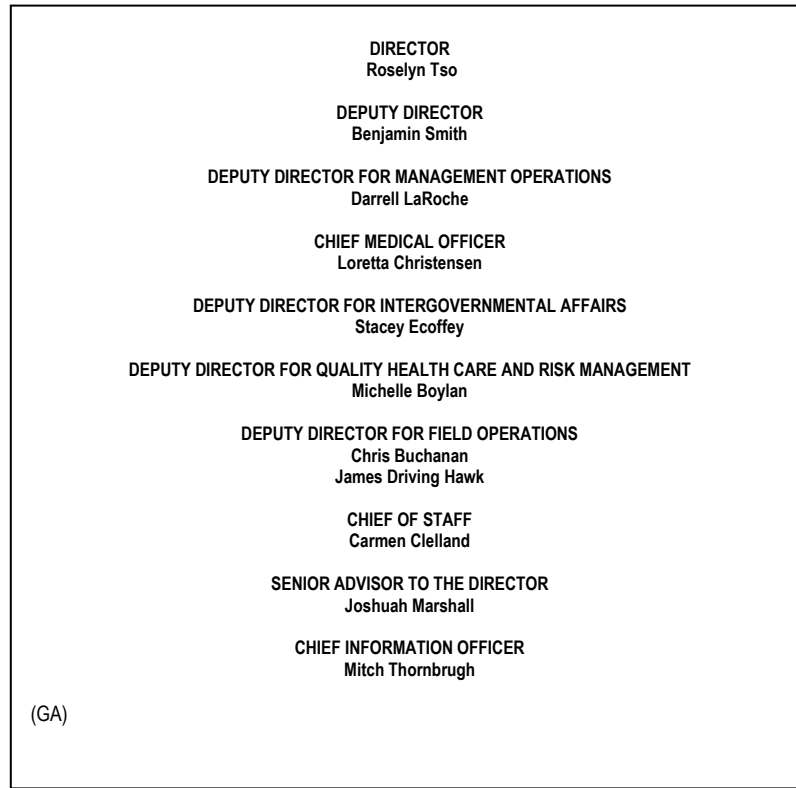 DIRECTOR
Roselyn Tso
DEPUTY DIRECTOR
Benjamin Smith
DEPUTY DIRECTOR FOR MANAGEMENT OPERATIONS
Darrell LaRoche
CHIEF MEDICAL OFFICER
Loretta Christensen
DEPUTY DIRECTOR FOR INTERGOVERNMENTAL AFFAIRS
Stacey Ecoffey
DEPUTY DIRECTOR FOR QUALITY HEALTH CARE AND RISK MANAGEMENT
Michelle Boylan
DEPUTY DIRECTOR FOR FIELD OPERATIONS
Chris Buchanan
James Driving Hawk
CHIEF OF STAFF
Carmen Clelland
SENIOR ADVISOR TO THE DIRECTOR
Joshuah Marshall
CHIEF INFORMATION OFFICER
Mitch Thornbrugh
(GA)